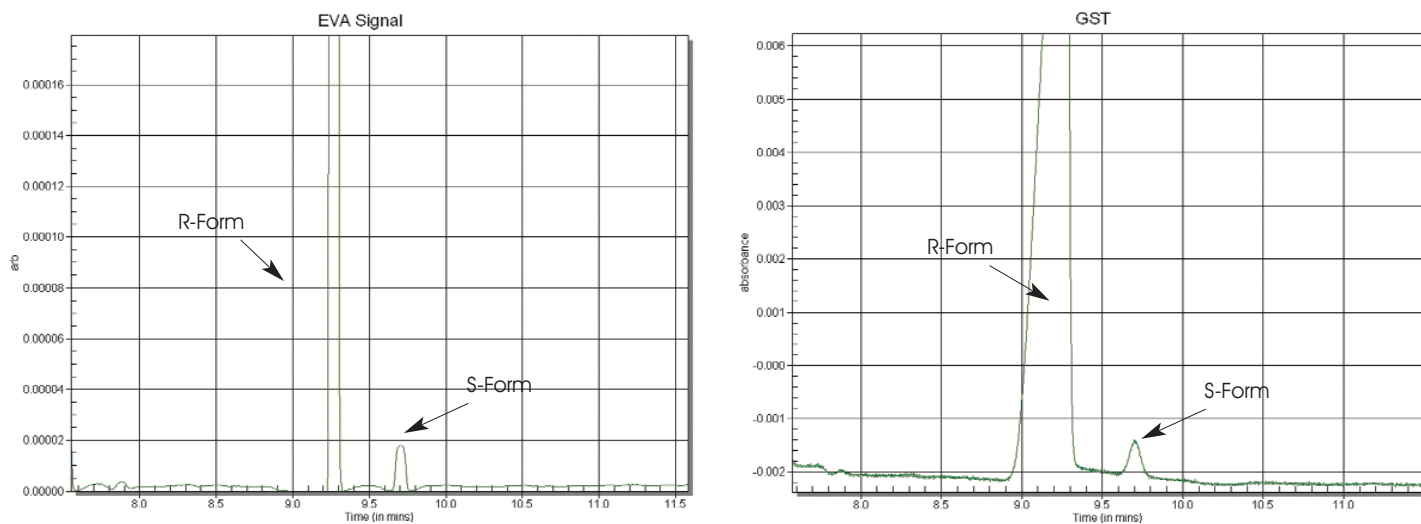 EVA Signal
0.00016
0.00014
0.00012
0.00010
0.00008
0.00006
0.00004
0.00002
0.00000
arb
R-Form
S-Form
8.0 8.5 9.0 9.5 10.0 10.5 11.0 11.5
Time (in mins)
GST
0.006
0.005
0.004
0.003
0.002
0.001
-0.000
-0.001
-0.002
absorbance
R-Form
S-Form
8.0 8.5 9.0 9.5 10.0 10.5 11.0
Time (in mins)